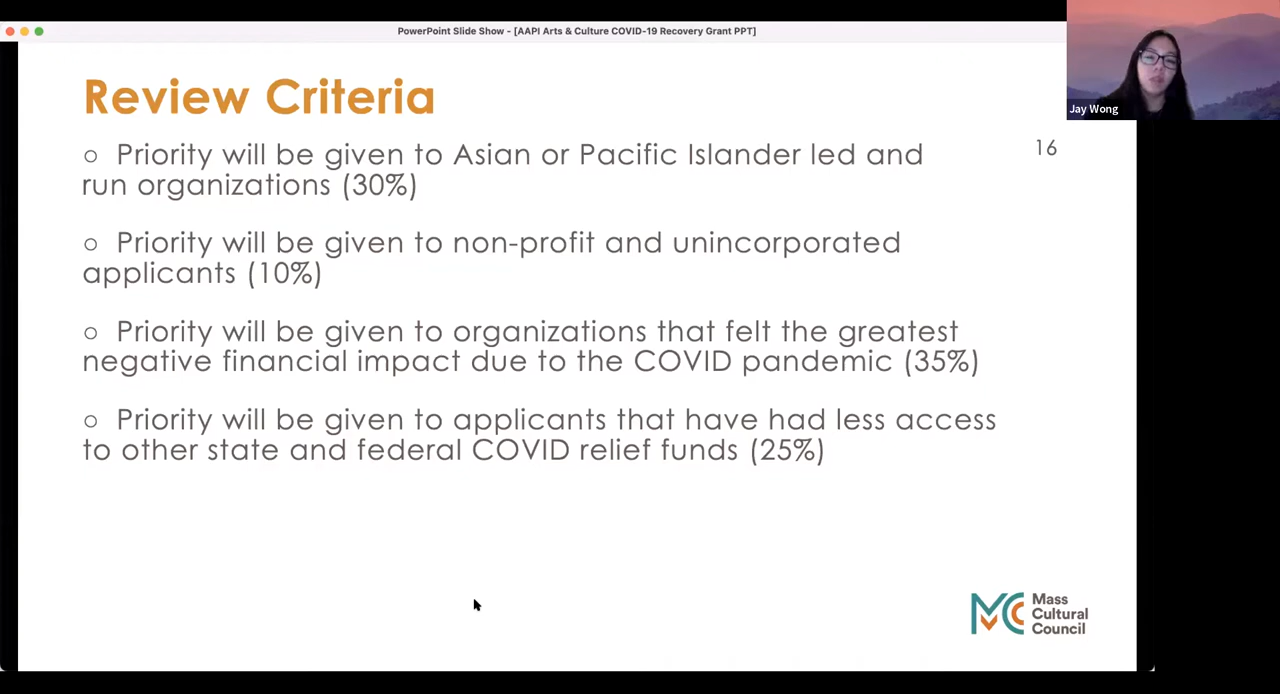 PowerPoint Slide Show - [AAPI Arts & Culture COVID-19 Recovery Grant PPT]
Jay Wong
Review Criteria
16
○ Priority will be given to Asian or Pacific Islander led and
run organizations (30%)
○ Priority will be given to non-profit and unincorporated
applicants (10%)
○ Priority will be given to organizations that felt the greatest
negative financial impact due to the COVID pandemic (35%)
○ Priority will be given to applicants that have had less access
to other state and federal COVID relief funds (25%)
MCC
Mass
Cultural
Council